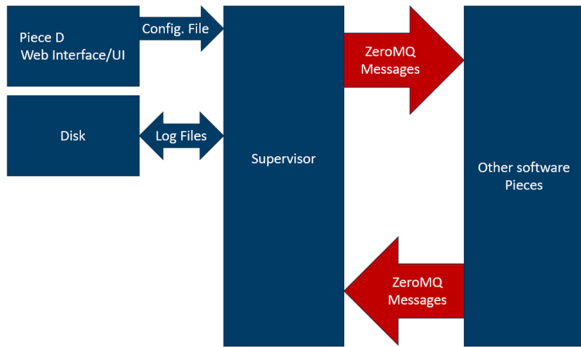 Piece D
Web Interface/UI
Config. File
ZeroMQ
Messages
Disk
Log Files
Supervisor
Other software
Pieces
ZeroMQ
Messages